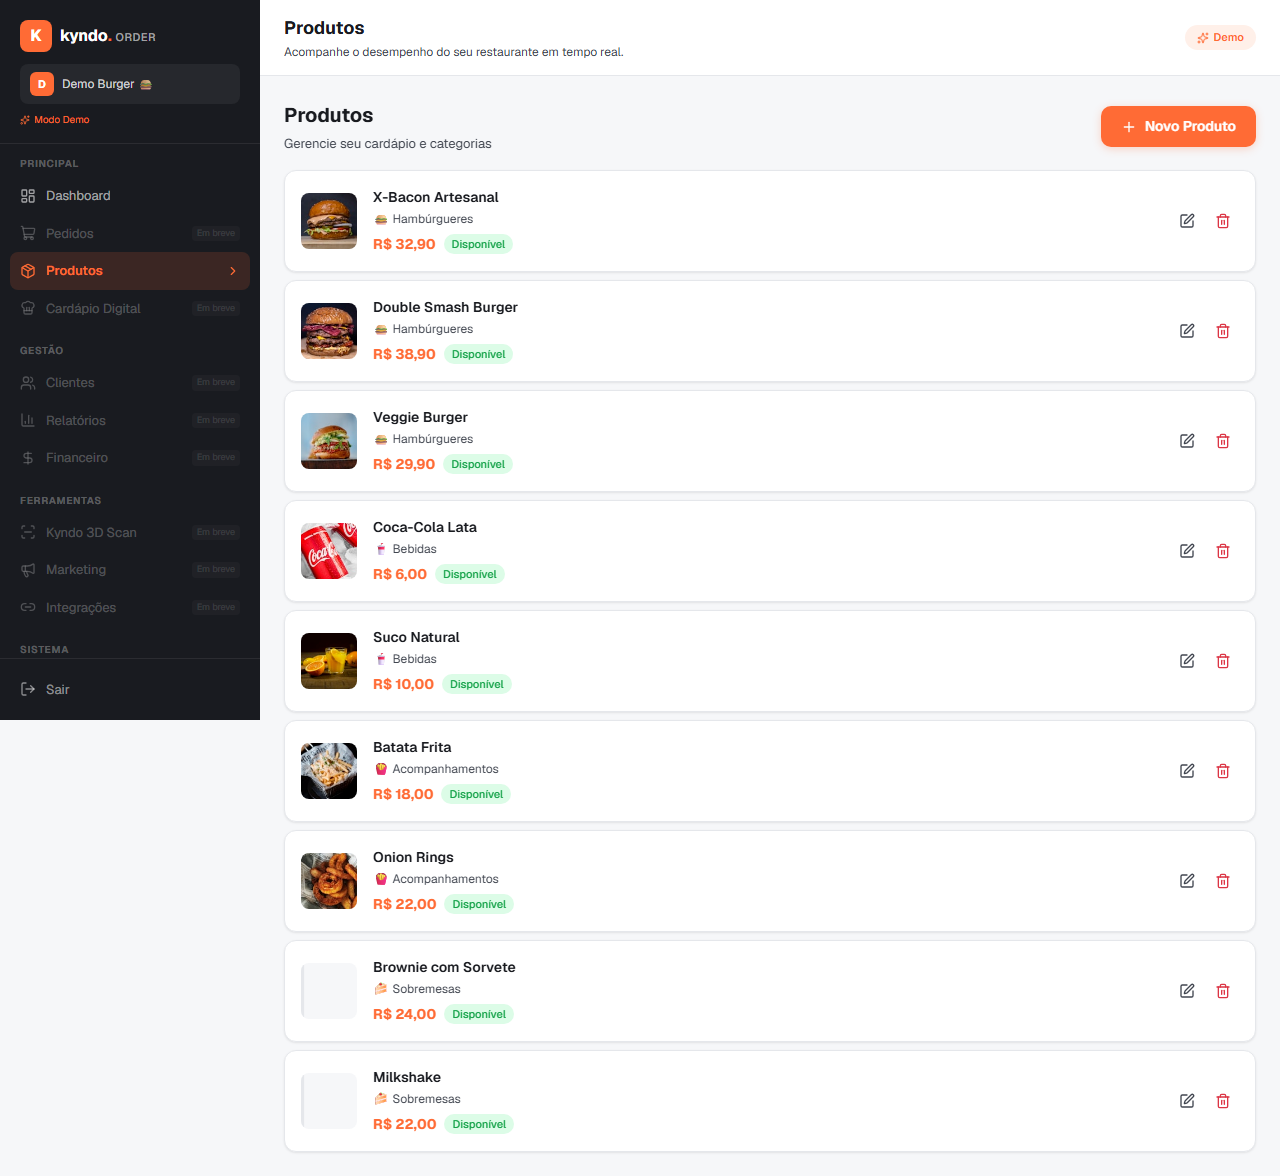 K kyndo. ORDER
D Demo Burger 🍔
Modo Demo
PRINCIPAL
Dashboard
Pedidos Em breve
Produtos
Cardápio Digital Em breve
GESTÃO
Clientes Em breve
Relatórios Em breve
Financeiro Em breve
FERRAMENTAS
Kyndo 3D Scan Em breve
Marketing Em breve
Integrações Em breve
SISTEMA
Sair
Produtos
Acompanhe o desempenho do seu restaurante em tempo real.
Demo
Produtos
Gerencie seu cardápio e categorias
Novo Produto
X-Bacon Artesanal
🍔 Hambúrgueres
R$ 32,90 Disponível
Double Smash Burger
🍔 Hambúrgueres
R$ 38,90 Disponível
Veggie Burger
🍔 Hambúrgueres
R$ 29,90 Disponível
Coca-Cola Lata
🥤 Bebidas
R$ 6,00 Disponível
Suco Natural
🥤 Bebidas
R$ 10,00 Disponível
Batata Frita
🍟 Acompanhamentos
R$ 18,00 Disponível
Onion Rings
🍟 Acompanhamentos
R$ 22,00 Disponível
Brownie com Sorvete
🍰 Sobremesas
R$ 24,00 Disponível
Milkshake
🍰 Sobremesas
R$ 22,00 Disponível